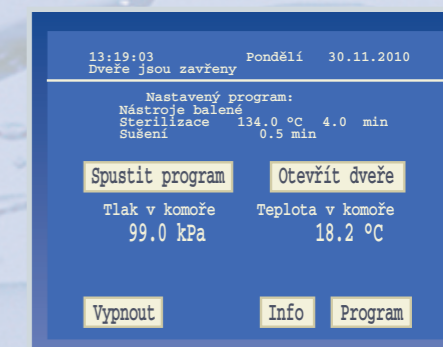 13:19:03 Pondělí 30.11.2010
Dveře jsou zavřeny
Nastavený program:
Nástroje balené
Sterilizace 134.0 ºC 4.0 min
Sušení 0.5 min
Spustit program Otevřít dveře
Tlak v komoře Teplota v komoře
99.0 kPa 18.2 ºC
Vypnout Info Program